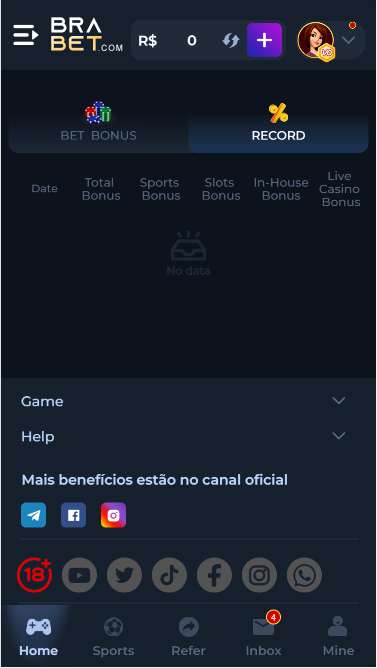 BRA
BET.COM
R$ 0
V0
BET BONUS
RECORD
Date
Total Bonus
Sports Bonus
Slots Bonus
In-House Bonus
Live Casino Bonus
No data
Game
Help
Mais benefícios estão no canal oficial
18+
4
Home
Sports
Refer
Inbox
Mine